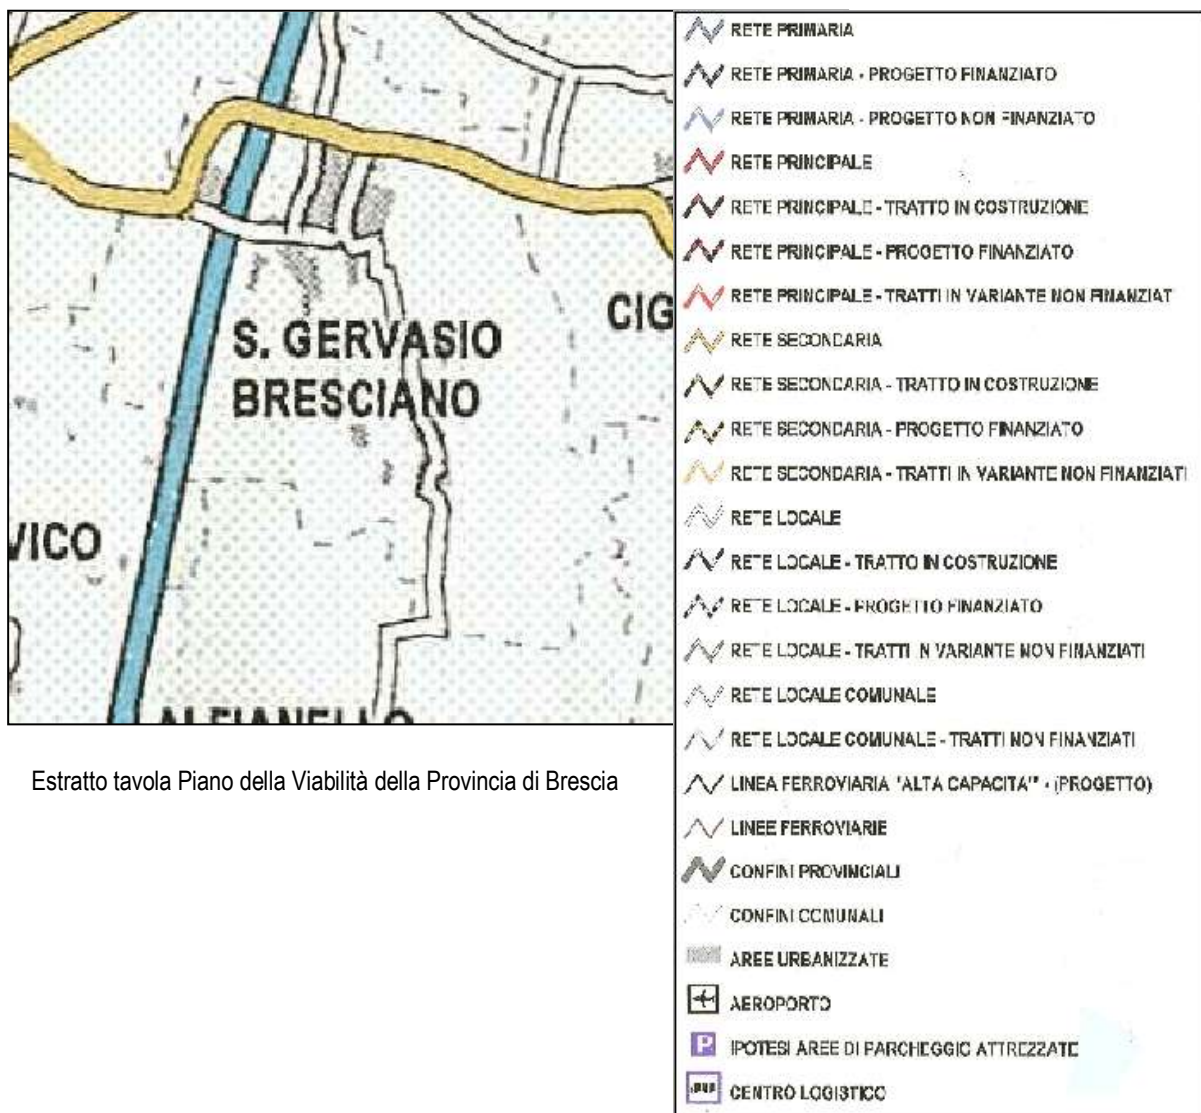 S. GERVASIO
BRESCIANO
CIG
VICO
ALFIANELLO
Estratto tavola Piano della Viabilità della Provincia di Brescia
RETE PRIMARIA
RETE PRIMARIA - PROGETTO FINANZIATO
RETE PRIMARIA - PROGETTO NON FINANZIATO
RETE PRINCIPALE
RETE PRINCIPALE - TRATTO IN COSTRUZIONE
RETE PRINCIPALE - PROGETTO FINANZIATO
RETE PRINCIPALE - TRATTI IN VARIANTE NON FINANZIAT
RETE SECONDARIA
RETE SECONDARIA - TRATTO IN COSTRUZIONE
RETE SECONDARIA - PROGETTO FINANZIATO
RETE SECONDARIA - TRATTI IN VARIANTE NON FINANZIATI
RETE LOCALE
RETE LOCALE - TRATTO IN COSTRUZIONE
RETE LOCALE - PROGETTO FINANZIATO
RETE LOCALE - TRATTI IN VARIANTE NON FINANZIATI
RETE LOCALE COMUNALE
RETE LOCALE COMUNALE - TRATTI NON FINANZIATI
LINEA FERROVIARIA "ALTA CAPACITA'" - (PROGETTO)
LINEE FERROVIARIE
CONFINI PROVINCIALI
CONFINI COMUNALI
AREE URBANIZZATE
AEROPORTO
P IPOTESI AREE DI PARCHEGGIO ATTREZZATE
CENTRO LOGISTICO